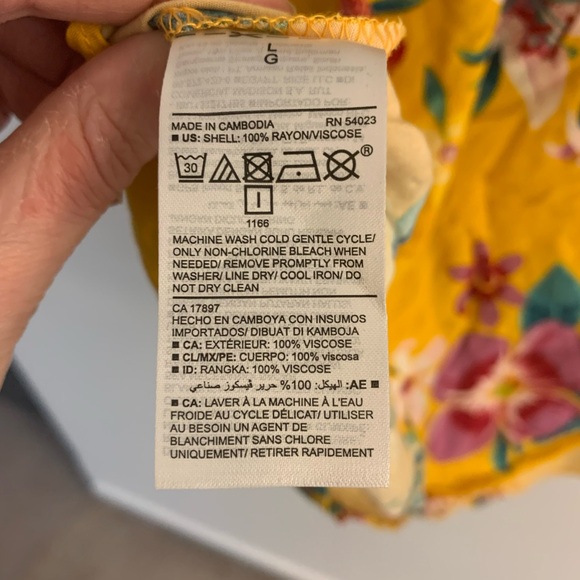 L
G
MADE IN CAMBODIA RN 54023
■ US: SHELL: 100% RAYON/VISCOSE
30 ®
1166
MACHINE WASH COLD GENTLE CYCLE/
ONLY NON-CHLORINE BLEACH WHEN
NEEDED/ REMOVE PROMPTLY FROM
WASHER/ LINE DRY/ COOL IRON/ DO
NOT DRY CLEAN
CA 17897
HECHO EN CAMBOYA CON INSUMOS
IMPORTADOS/ DIBUAT DI KAMBOJA
■ CA: EXTÉRIEUR: 100% VISCOSE
■ CL/MX/PE: CUERPO: 100% viscosa
■ ID: RANGKA: 100% VISCOSE
■ AE: الهيكل: 100% حرير ڤيسكوز صناعي
■ CA: LAVER À LA MACHINE À L'EAU
FROIDE AU CYCLE DÉLICAT/ UTILISER
AU BESOIN UN AGENT DE
BLANCHIMENT SANS CHLORE
UNIQUEMENT/ RETIRER RAPIDEMENT